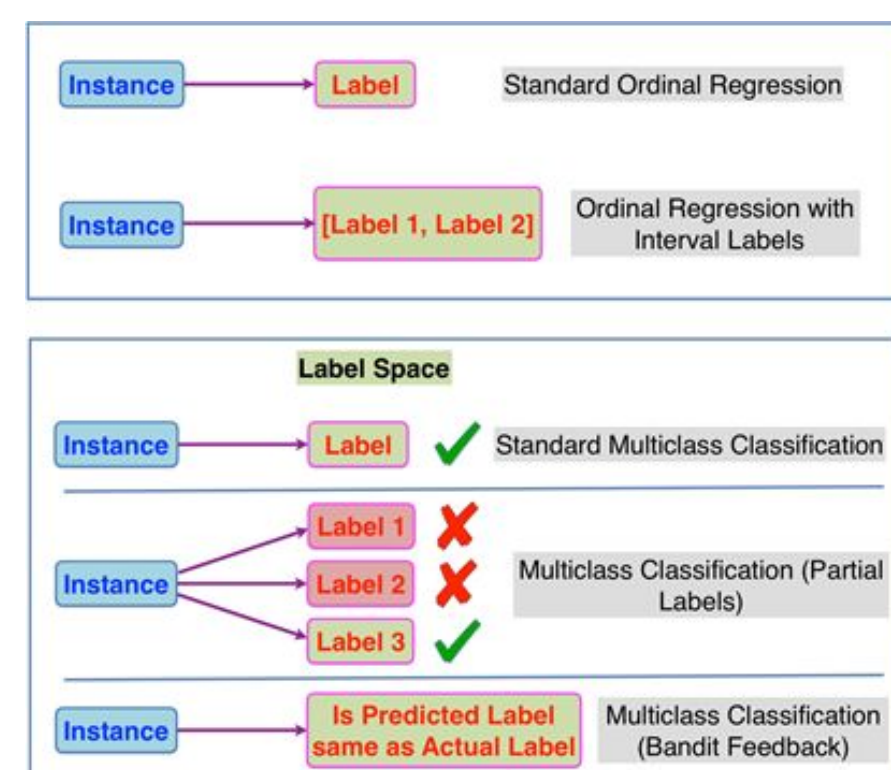 Instance Label Standard Ordinal Regression
Instance [Label 1, Label 2] Ordinal Regression with
Interval Labels
Label Space
Instance Label Standard Multiclass Classification
Label 1
Instance Label 2 Multiclass Classification (Partial
Labels)
Label 3
Instance Is Predicted Label
same as Actual Label
Multiclass Classification
(Bandit Feedback)